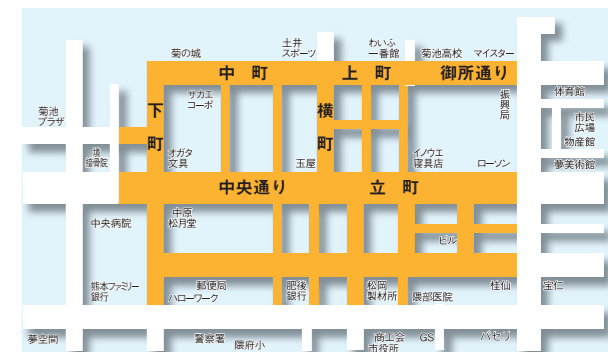 菊の城
土井
スポーツ
わいふ
一番館
菊池高校
マイスター
中町
上町
御所通り
菊池
プラザ
下町
サカエ
コーポ
横町
振興局
体育館
市民
広場
物産館
境接骨院
オガタ
文具
玉屋
イノウエ
寝具店
ローソン
夢美術館
中央通り
立町
中央病院
中原
松月堂
ビル
熊本ファミリー
銀行
郵便局
ハローワーク
肥後
銀行
松岡
製材所
隈部医院
桂仙
宝仁
夢空間
警察署
隈府小
商工会
市役所
GS
パセリ